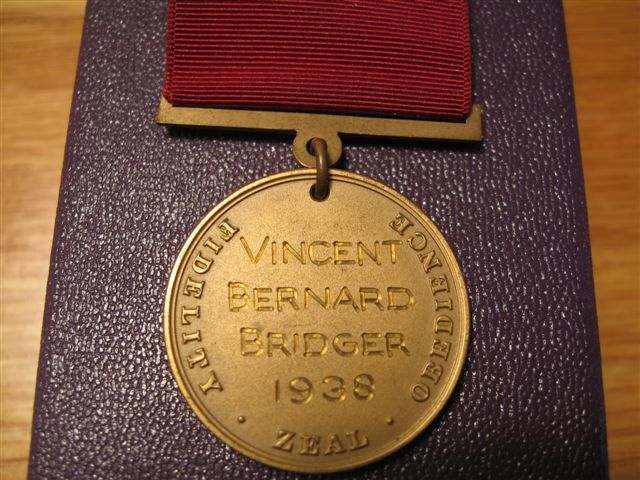 VINCENT
BERNARD
BRIDGER
1938
FIDELITY
· ZEAL ·
OBEDIENCE